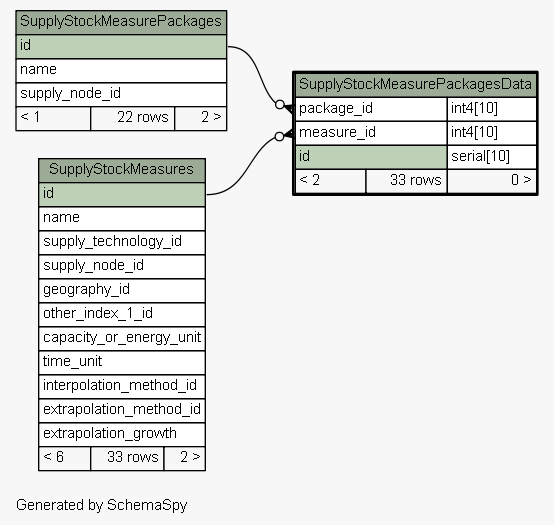 SupplyStockMeasurePackages
id
name
supply_node_id
< 1 22 rows 2 >
SupplyStockMeasurePackagesData
package_id int4[10]
measure_id int4[10]
id serial[10]
< 2 33 rows 0 >
SupplyStockMeasures
id
name
supply_technology_id
supply_node_id
geography_id
other_index_1_id
capacity_or_energy_unit
time_unit
interpolation_method_id
extrapolation_method_id
extrapolation_growth
< 6 33 rows 2 >
Generated by SchemaSpy